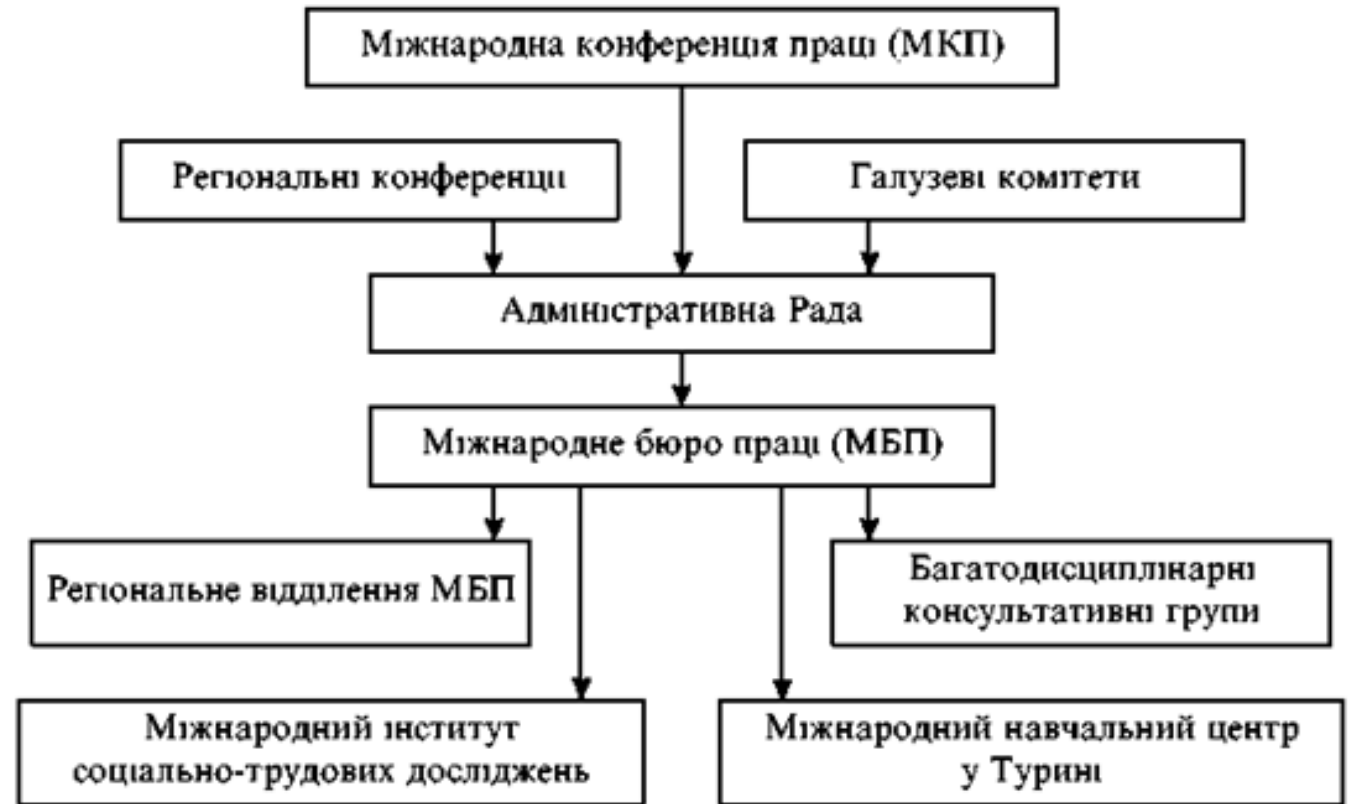 Міжнародна конференція праці (МКП)
Регіональні конференції
Галузеві комітети
Адміністративна Рада
Міжнародне бюро праці (МБП)
Регіональне відділення МБП
Багатодисциплінарні
консультативні групи
Міжнародний інститут
соціально-трудових досліджень
Міжнародний навчальний центр
у Турині